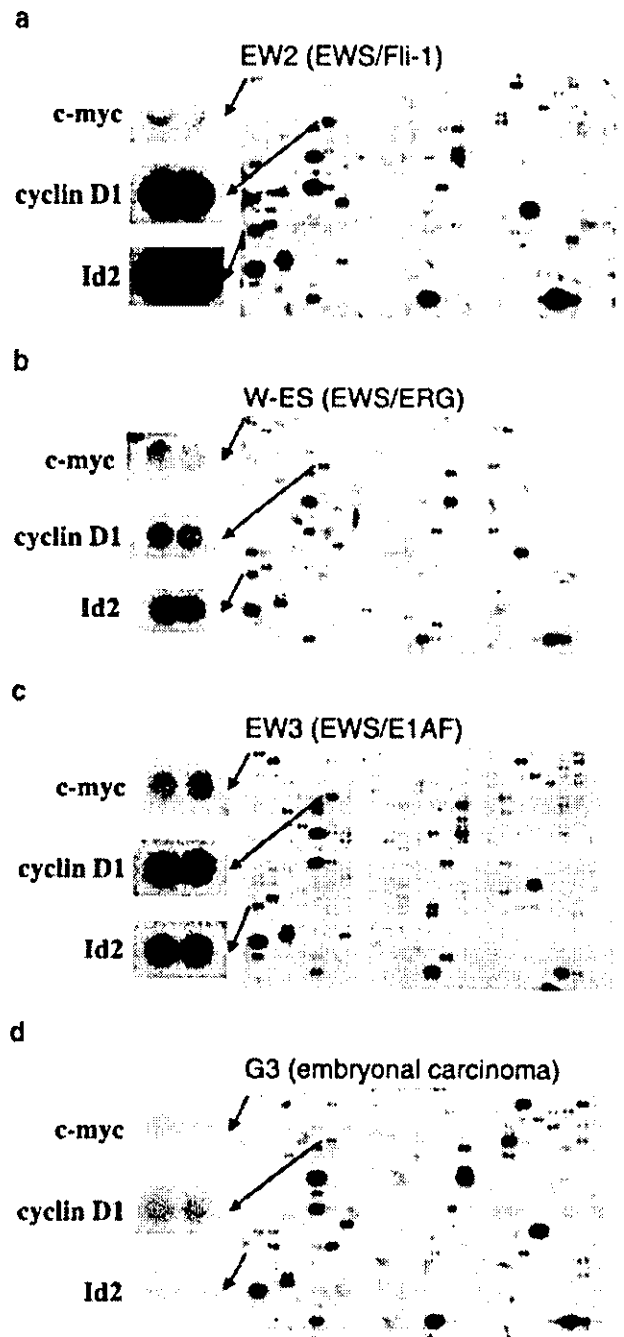 a
EW2 (EWS/Fli-1)
c-myc
cyclin D1
Id2
b
W-ES (EWS/ERG)
c-myc
cyclin D1
Id2
c
EW3 (EWS/E1AF)
c-myc
cyclin D1
Id2
d
G3 (embryonal carcinoma)
c-myc
cyclin D1
Id2